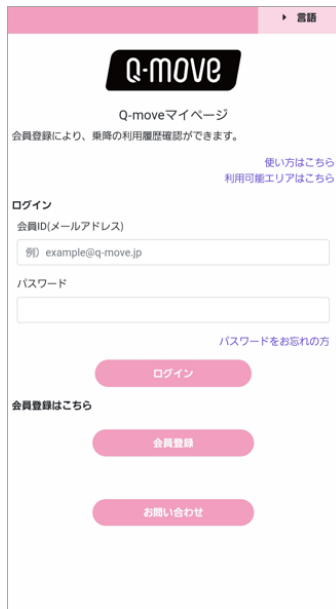 言語
Q-move
Q-moveマイページ
会員登録により、乗降の利用履歴確認ができます。
使い方はこちら
利用可能エリアはこちら
ログイン
会員ID(メールアドレス)
例）example@q-move.jp
パスワード
パスワードをお忘れの方
ログイン
会員登録はこちら
会員登録
お問い合わせ